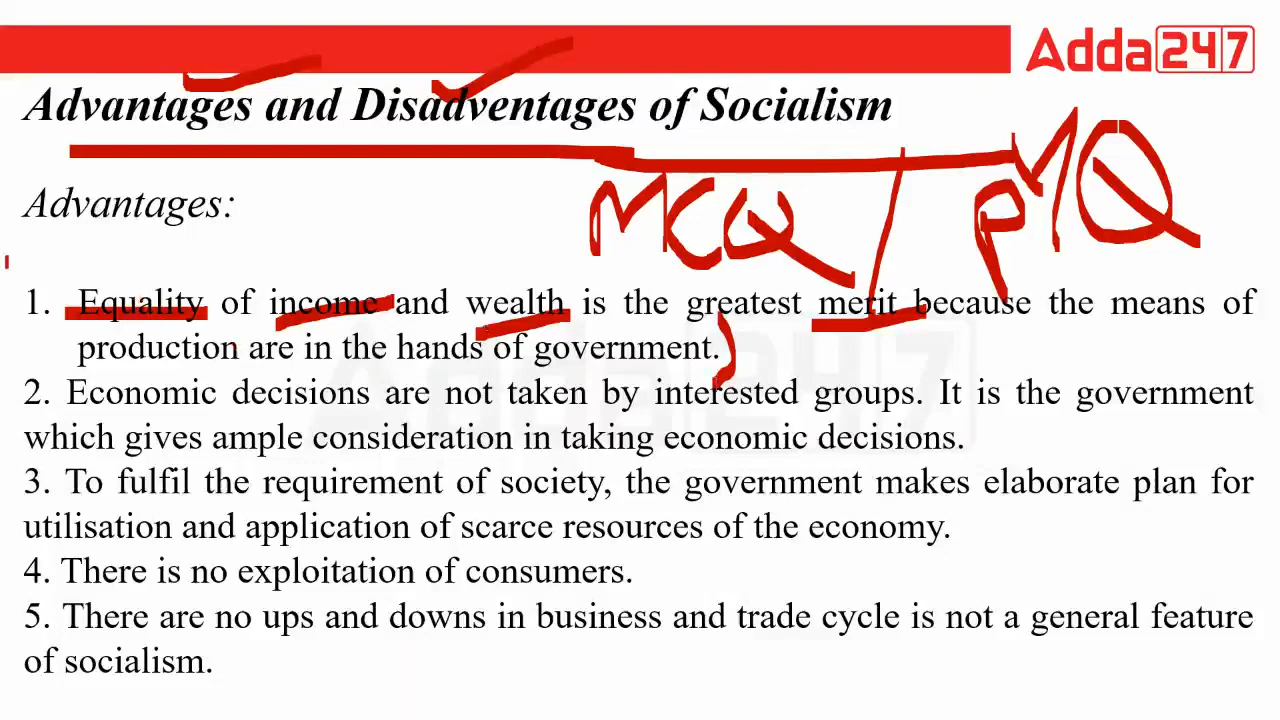 Adda247
Advantages and Disadventages of Socialism
Advantages:
MCQ / PYQ
1. Equality of income and wealth is the greatest merit because the means of
production are in the hands of government.
2. Economic decisions are not taken by interested groups. It is the government
which gives ample consideration in taking economic decisions.
3. To fulfil the requirement of society, the government makes elaborate plan for
utilisation and application of scarce resources of the economy.
4. There is no exploitation of consumers.
5. There are no ups and downs in business and trade cycle is not a general feature
of socialism.
Adda247